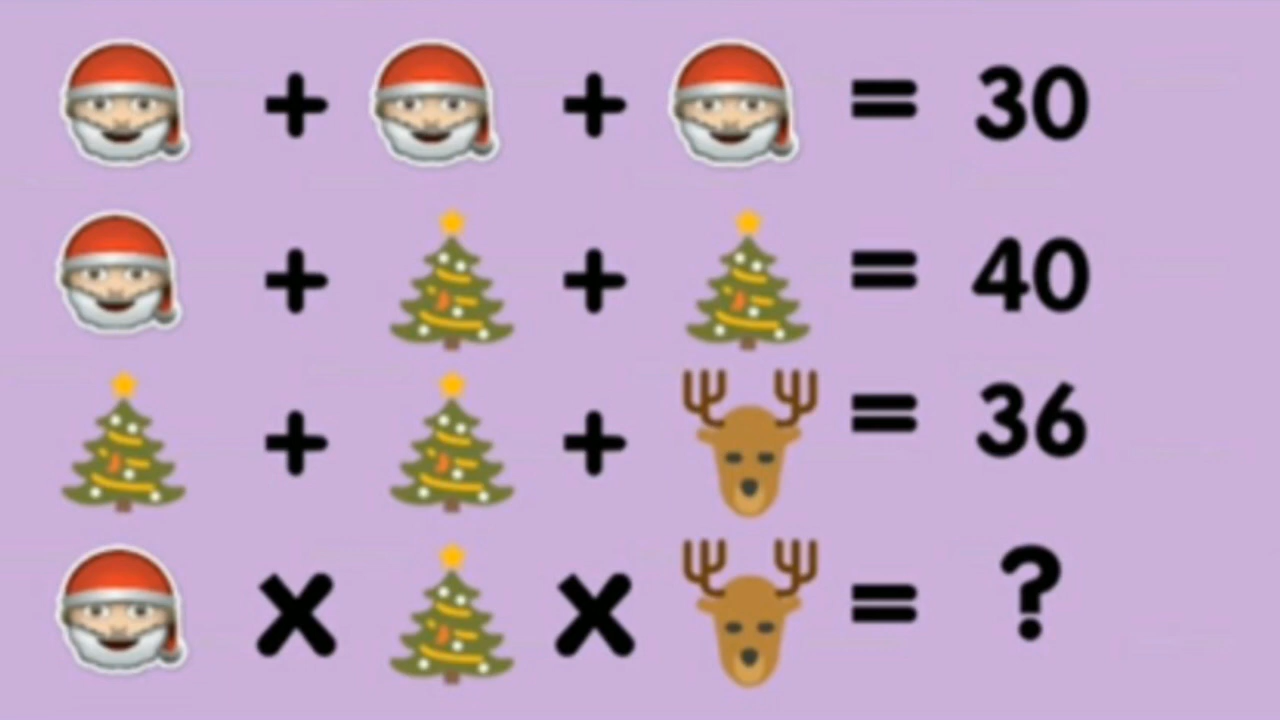 🎅 + 🎅 + 🎅 = 30
🎅 + 🎄 + 🎄 = 40
🎄 + 🎄 + 🦌 = 36
🎅 x 🎄 x 🦌 = ?